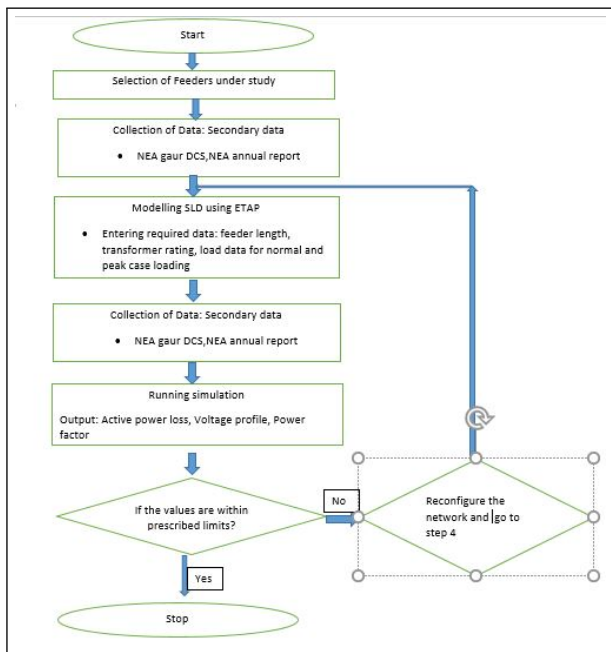 Start
Selection of Feeders under study
Collection of Data: Secondary data
• NEA gaur DCS,NEA annual report
Modelling SLD using ETAP
• Entering required data: feeder length,
transformer rating, load data for normal and
peak case loading
Collection of Data: Secondary data
• NEA gaur DCS,NEA annual report
Running simulation
Output: Active power loss, Voltage profile, Power
factor
If the values are within
prescribed limits?
No
Reconfigure the
network and go to
step 4
Yes
Stop